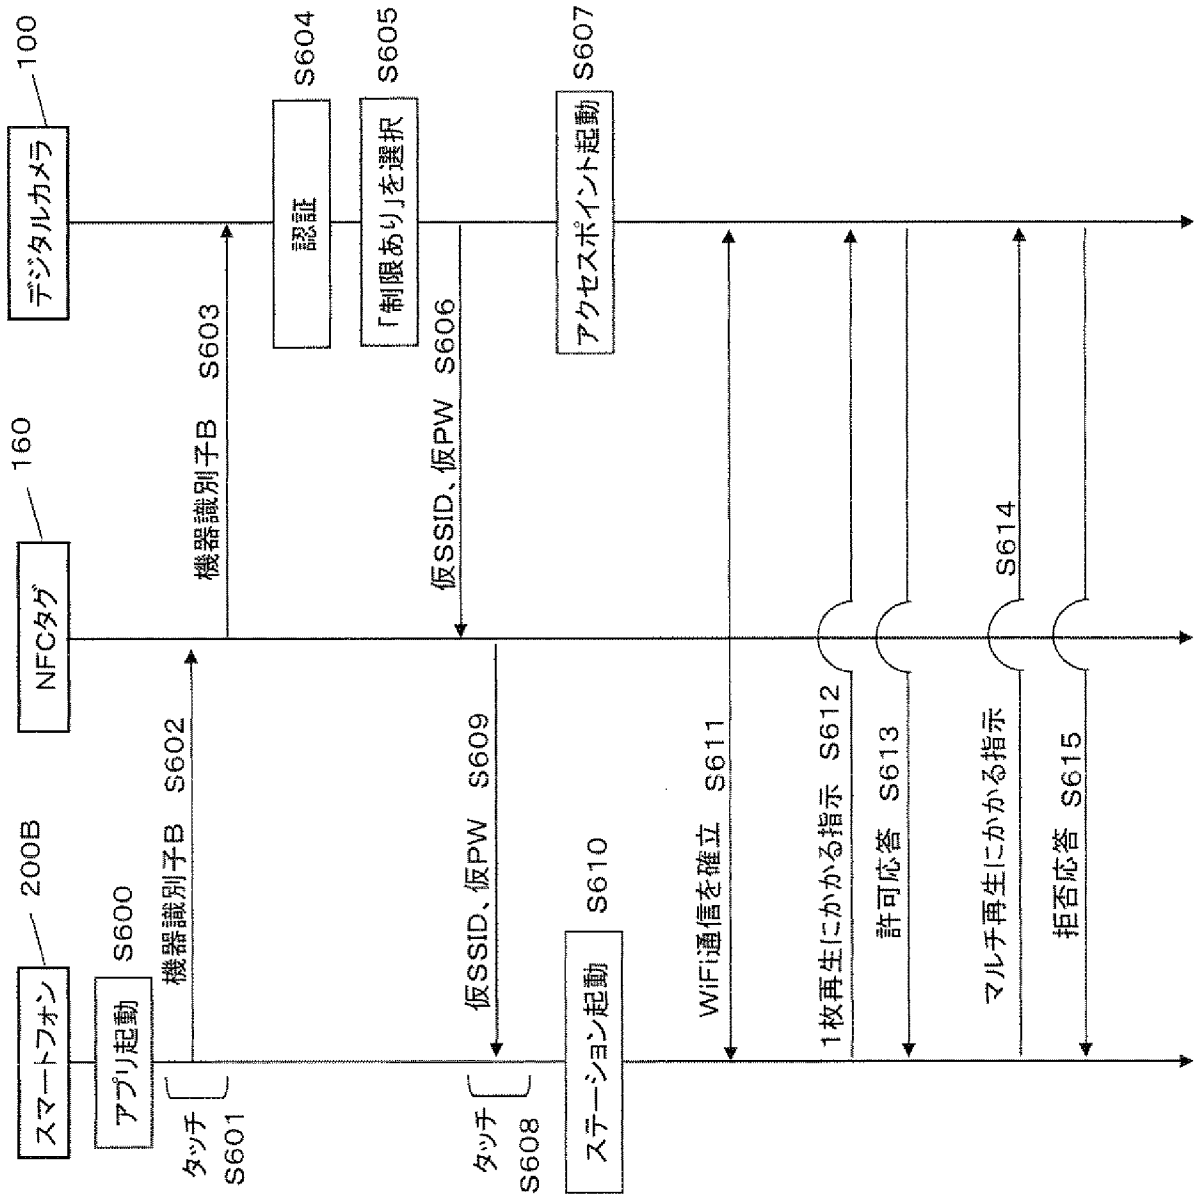 スマートフォン
200B
NFCタグ
160
デジタルカメラ
100
アプリ起動
S600
タッチ
S601
機器識別子B S602
機器識別子B S603
認証
S604
「制限あり」を選択
S605
仮SSID、仮PW S606
アクセスポイント起動
S607
タッチ
S608
仮SSID、仮PW S609
ステーション起動
S610
WiFi通信を確立 S611
1枚再生にかかる指示 S612
許可応答 S613
マルチ再生にかかる指示
S614
拒否応答 S615